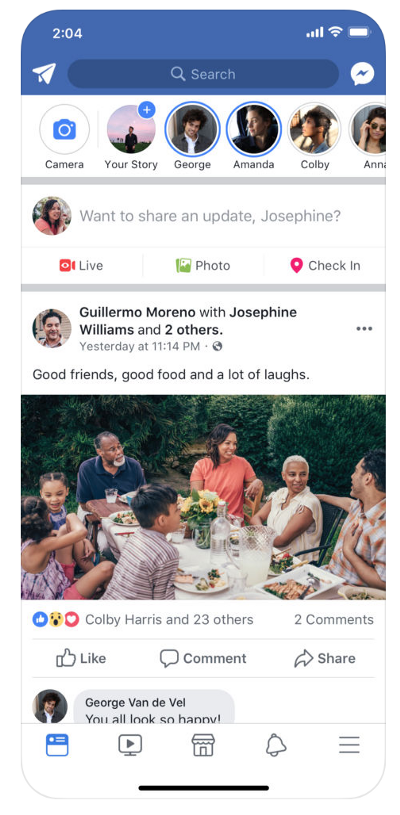 2:04
Search
Camera
Your Story
George
Amanda
Colby
Anna
Want to share an update, Josephine?
Live
Photo
Check In
Guillermo Moreno with Josephine
Williams and 2 others.
Yesterday at 11:14 PM ·
Good friends, good food and a lot of laughs.
Colby Harris and 23 others
2 Comments
Like
Comment
Share
George Van de Vel
You all look so happy!